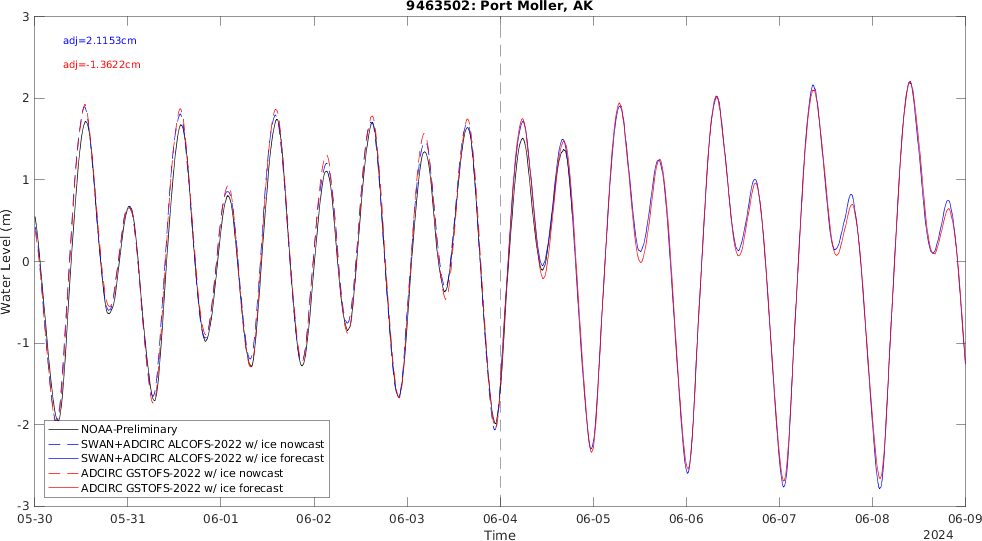 9463502: Port Moller, AK
adj=2.1153cm
adj=-1.3622cm
3
2
1
0
-1
-2
-3
Water Level (m)
NOAA-Preliminary
SWAN+ADCIRC ALCOFS-2022 w/ ice nowcast
SWAN+ADCIRC ALCOFS-2022 w/ ice forecast
ADCIRC GSTOFS-2022 w/ ice nowcast
ADCIRC GSTOFS-2022 w/ ice forecast
05-30 05-31 06-01 06-02 06-03 06-04 06-05 06-06 06-07 06-08 06-09
Time
2024